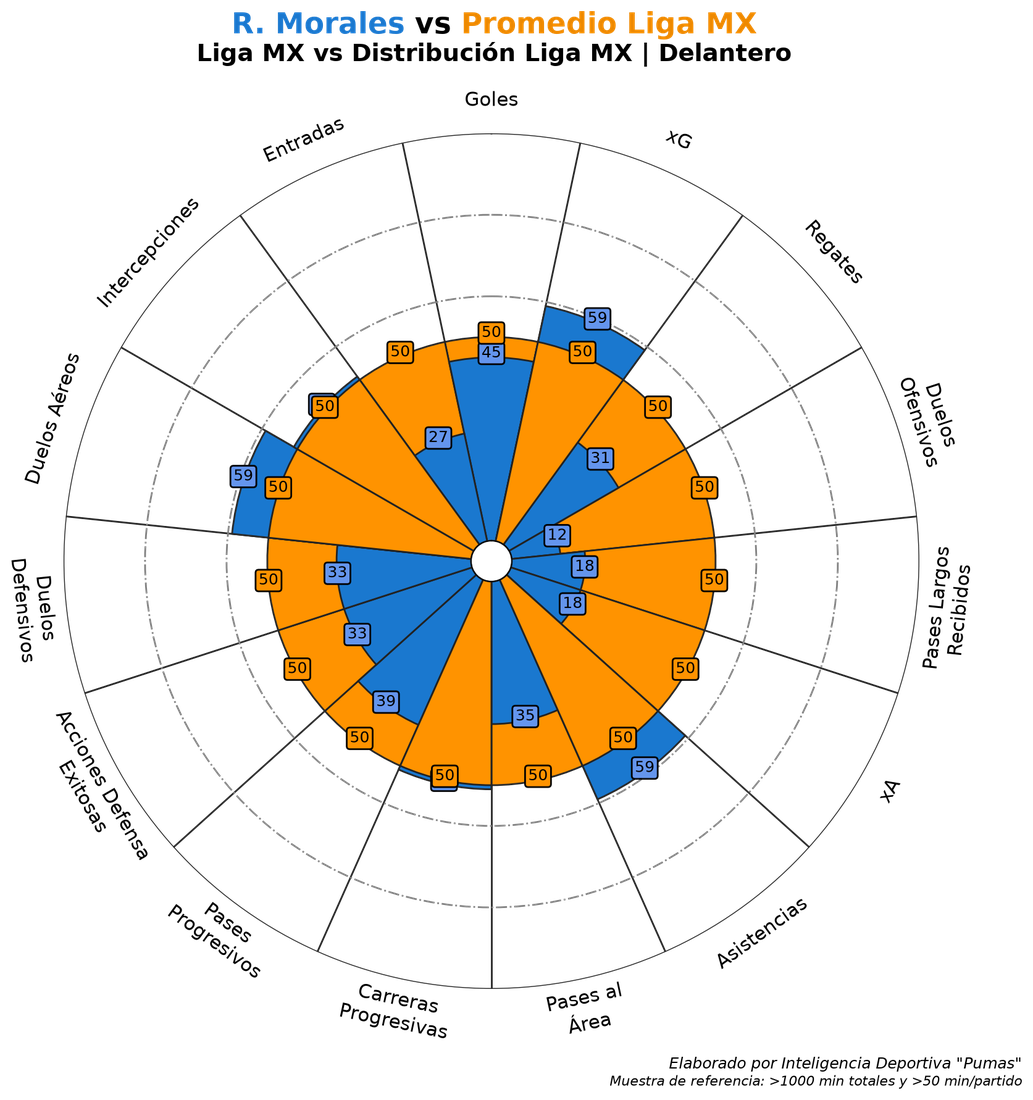 R. Morales vs Promedio Liga MX
Liga MX vs Distribución Liga MX | Delantero
Goles
xG
Regates
Duelos
Ofensivos
Pases Largos
Recibidos
xA
Asistencias
Pases al
Área
Carreras
Progresivas
Pases
Progresivos
Acciones Defensa
Exitosas
Duelos
Defensivos
Duelos Aéreos
Intercepciones
Entradas
50
45
59
50
50
31
50
12
50
18
50
18
50
59
50
35
50
50
39
50
33
50
33
59
50
50
50
27
Elaborado por Inteligencia Deportiva "Pumas"
Muestra de referencia: >1000 min totales y >50 min/partido